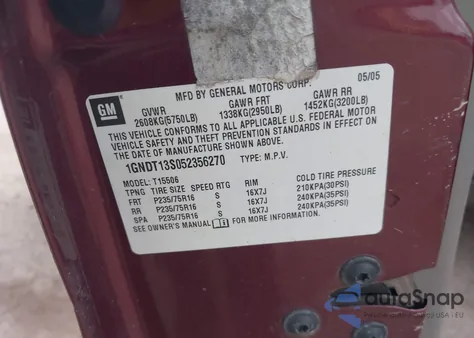 MFD BY GENERAL MOTORS CORP. 05/05
GM
GVWR GAWR FRT GAWR RR
2608KG(5750LB) 1338KG(2950LB) 1452KG(3200LB)
THIS VEHICLE CONFORMS TO ALL APPLICABLE U.S. FEDERAL MOTOR
VEHICLE SAFETY AND THEFT PREVENTION STANDARDS IN EFFECT ON
THE DATE OF MANUFACTURE SHOWN ABOVE.
1GNDT13S052356270 TYPE: M.P.V.
MODEL: T15506
TPNG TIRE SIZE SPEED RTG RIM COLD TIRE PRESSURE
FRT P235/75R16 S 16X7J 210KPA(30PSI)
RR P235/75R16 S 16X7J 240KPA(35PSI)
SPA P235/75R16 S 16X7J 240KPA(35PSI)
SEE OWNER'S MANUAL FOR MORE INFORMATION.
autoSnap
USA i EU